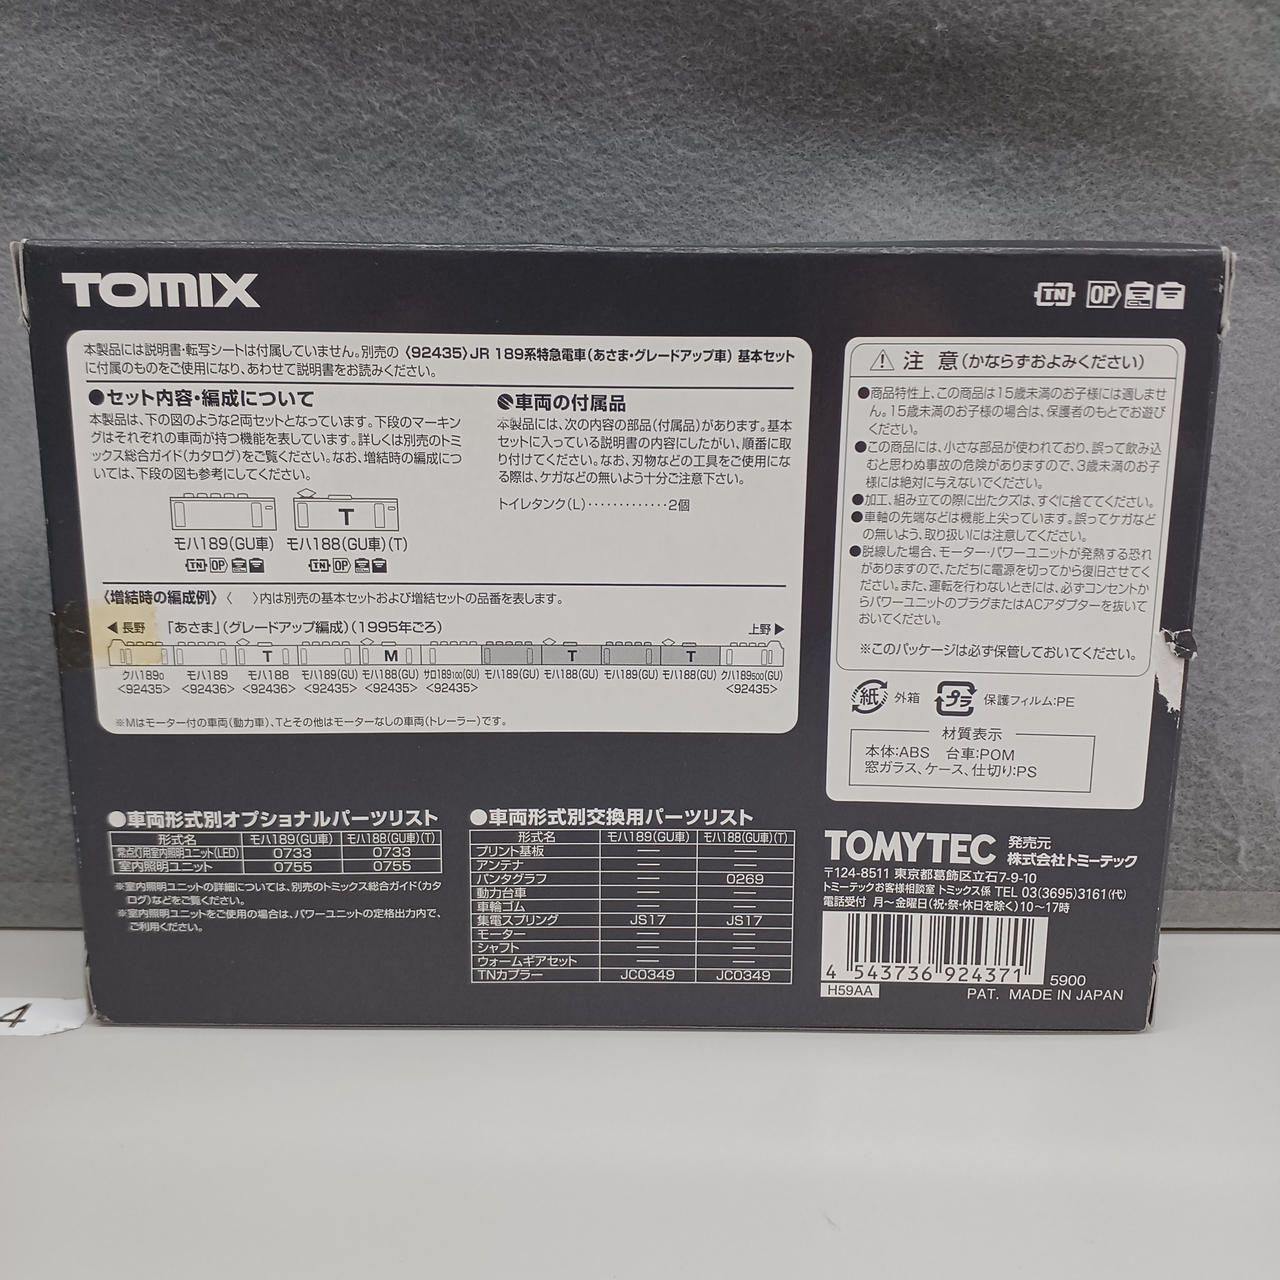 TOMIX
TN OP CL
本製品には説明書・転写シートは付属していません。別売の〈92435〉JR 189系特急電車(あさま・グレードアップ車) 基本セット
に付属のものをご使用になり、あわせて説明書をお読みください。
●セット内容・編成について
本製品は、下の図のような2両セットとなっています。下段のマーキン
グはそれぞれの車両が持つ機能を表しています。詳しくは別売のトミ
ックス総合ガイド(カタログ)をご覧ください。なお、増結時の編成につ
いては、下段の図も参考にしてください。
T
モハ189(GU車) モハ188(GU車)(T)
TN OP CL TN OP CL
●車両の付属品
本製品には、次の内容の部品(付属品)があります。基本
セットに入っている説明書の内容にしたがい、順番に取
り付けてください。なお、刃物などの工具をご使用にな
る際は、ケガなどの無いよう十分ご注意下さい。
トイレタンク(L)・・・・・・・・・・・・・2個
〈増結時の編成例〉〈 〉内は別売の基本セットおよび増結セットの品番を表します。
◀長野 「あさま」(グレードアップ編成)(1995年ごろ) 上野▶
T M T T
クハ1890 モハ189 モハ188 モハ189(GU) モハ188(GU) サロ189100(GU) モハ189(GU) モハ188(GU) モハ189(GU) モハ188(GU) クハ189500(GU)
<92435> <92436> <92436> <92435> <92435> <92435> <92435>
※Mはモーター付の車両(動力車)、Tとその他はモーターなしの車両(トレーラー)です。
注 意(かならずおよみください)
●商品特性上、この商品は15歳未満のお子様には適しませ
ん。15歳未満のお子様の場合は、保護者のもとでお遊び
ください。
●この商品には、小さな部品が使われており、誤って飲み込
むと思わぬ事故の危険がありますので、3歳未満のお子
様には絶対に与えないでください。
●加工、組み立ての際に出たクズは、すぐに捨ててください。
●車軸の先端などは機能上尖っています。誤ってケガなど
の無いよう、取り扱いには注意してください。
●脱線した場合、モーター・パワーユニットが発熱する恐れ
がありますので、ただちに電源を切ってから復旧させてく
ださい。また、運転を行わないときには、必ずコンセントか
らパワーユニットのプラグまたはACアダプターを抜いて
おいてください。
※このパッケージは必ず保管しておいてください。
紙 外箱 プラ 保護フィルム:PE
材質表示
本体:ABS 台車:POM
窓ガラス、ケース、仕切り:PS
●車両形式別オプショナルパーツリスト
形式名 モハ189(GU車) モハ188(GU車)(T)
常点灯用室内照明ユニット(LED) 0733 0733
室内照明ユニット 0755 0755
※室内照明ユニットの詳細については、別売のトミックス総合ガイド(カタ
ログ)などをご覧ください。
※室内照明ユニットをご使用の場合は、パワーユニットの定格出力内で、
ご利用ください。
●車両形式別交換用パーツリスト
形式名 モハ189(GU車) モハ188(GU車)(T)
プリント基板 ― ―
アンテナ ― ―
パンタグラフ ― 0269
動力台車 ― ―
車輪ゴム ― ―
集電スプリング JS17 JS17
モーター ― ―
シャフト ― ―
ウォームギアセット ― ―
TNカプラー JC0349 JC0349
TOMYTEC 発売元
株式会社トミーテック
〒124-8511 東京都葛飾区立石7-9-10
トミーテックお客様相談室 トミックス係 TEL 03(3695)3161(代)
電話受付 月〜金曜日(祝・祭・休日を除く)10〜17時
4 543736 924371
5900
H59AA
PAT. MADE IN JAPAN
4